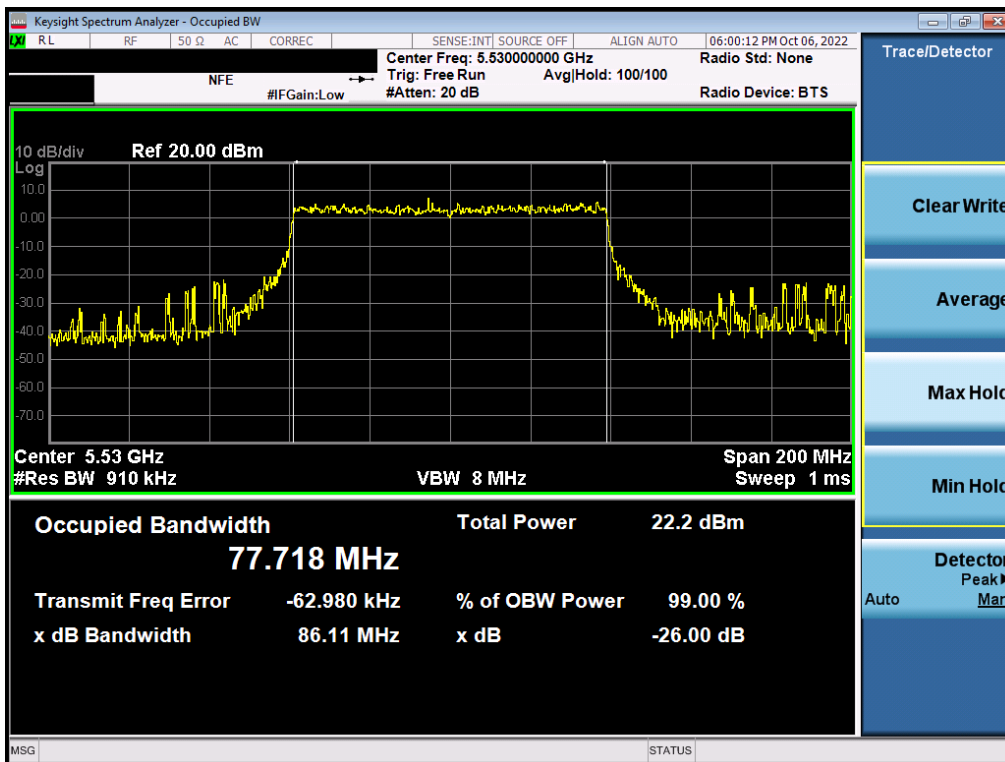 Keysight Spectrum Analyzer - Occupied BW
LXI RL RF 50 Ω AC CORREC SENSE:INT SOURCE OFF ALIGN AUTO 06:00:12 PM Oct 06, 2022
Center Freq: 5.530000000 GHz Radio Std: None
NFE Trig: Free Run Avg|Hold: 100/100
#IFGain:Low #Atten: 20 dB Radio Device: BTS
Trace/Detector
10 dB/div Ref 20.00 dBm
Log
10.0
0.00
-10.0
-20.0
-30.0
-40.0
-50.0
-60.0
-70.0
Center 5.53 GHz Span 200 MHz
#Res BW 910 kHz VBW 8 MHz Sweep 1 ms
Occupied Bandwidth Total Power 22.2 dBm
77.718 MHz
Transmit Freq Error -62.980 kHz % of OBW Power 99.00 %
x dB Bandwidth 86.11 MHz x dB -26.00 dB
Clear Write
Average
Max Hold
Min Hold
Detector
Peak
Auto Man
MSG STATUS